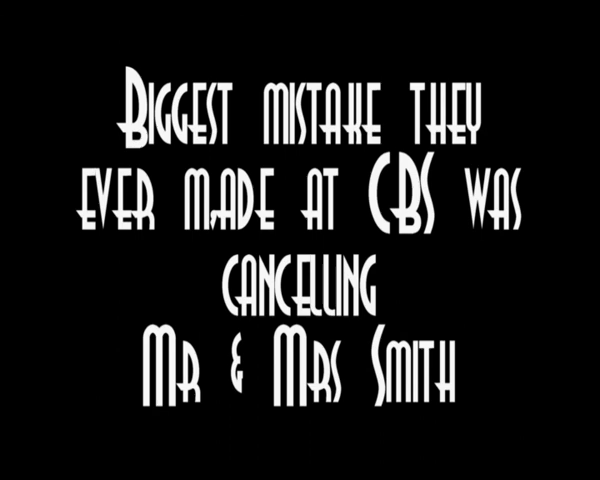 Biggest mistake they
ever made at CBS was
cancelling
Mr & Mrs Smith